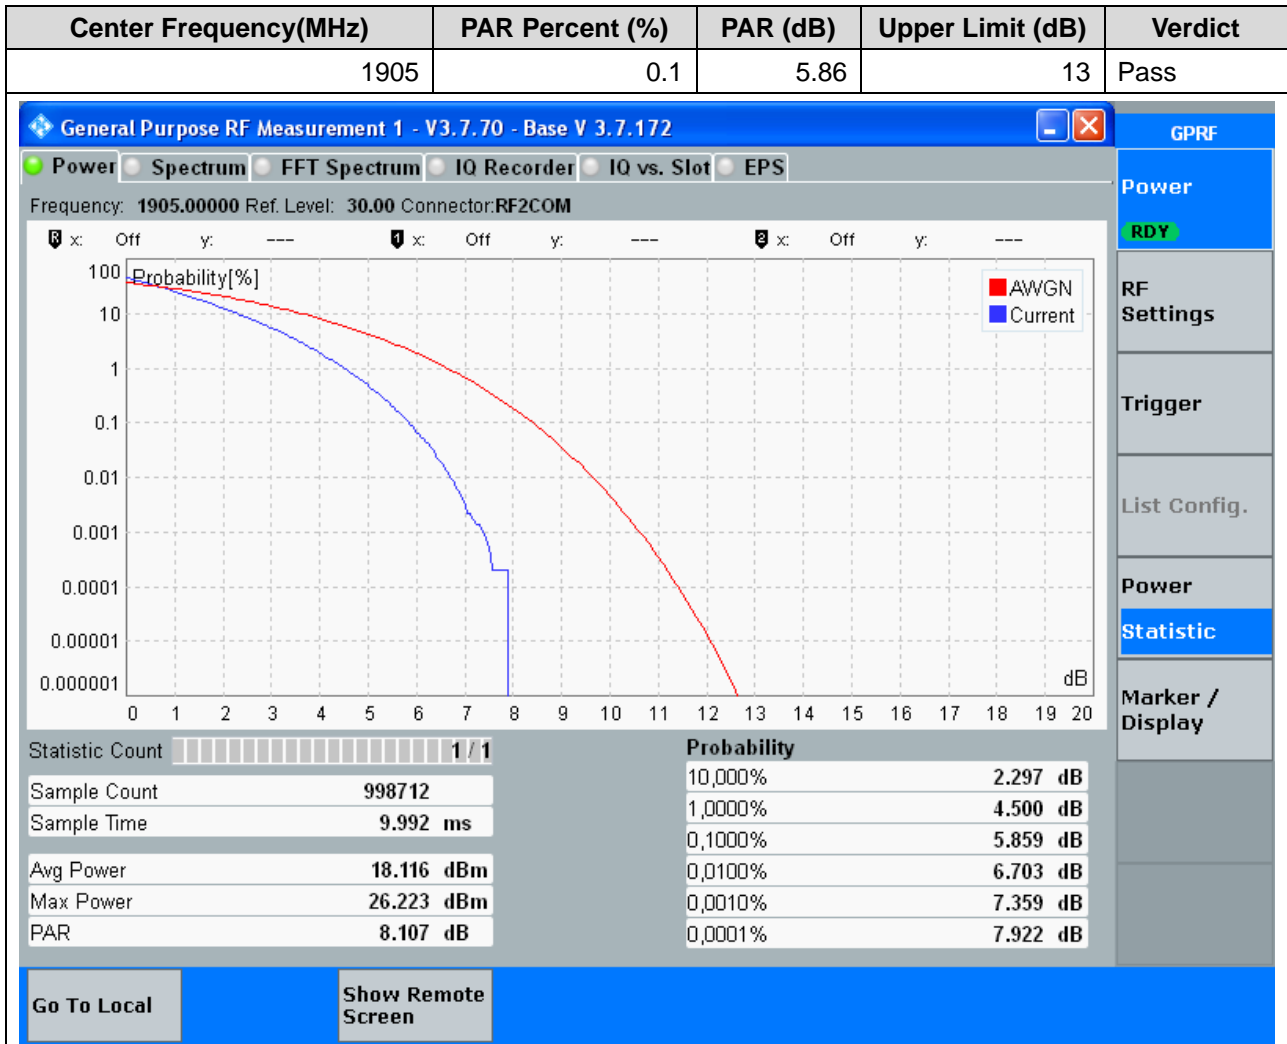 Center Frequency(MHz) PAR Percent (%) PAR (dB) Upper Limit (dB) Verdict
1905 0.1 5.86 13 Pass
General Purpose RF Measurement 1 - V3.7.70 - Base V 3.7.172
GPRF
Power Spectrum FFT Spectrum IQ Recorder IQ vs. Slot EPS
Frequency: 1905.00000 Ref. Level: 30.00 Connector:RF2COM
R x: Off y: --- 1 x: Off y: --- 2 x: Off y: ---
Probability[%]
100
10
1
0.1
0.01
0.001
0.0001
0.00001
0.000001
AWGN
Current
dB
0 1 2 3 4 5 6 7 8 9 10 11 12 13 14 15 16 17 18 19 20
Statistic Count 1 / 1
Sample Count 998712
Sample Time 9.992 ms
Avg Power 18.116 dBm
Max Power 26.223 dBm
PAR 8.107 dB
Probability
10,000% 2.297 dB
1,0000% 4.500 dB
0,1000% 5.859 dB
0,0100% 6.703 dB
0,0010% 7.359 dB
0,0001% 7.922 dB
Power
RDY
RF
Settings
Trigger
List Config.
Power
Statistic
Marker /
Display
Go To Local
Show Remote
Screen